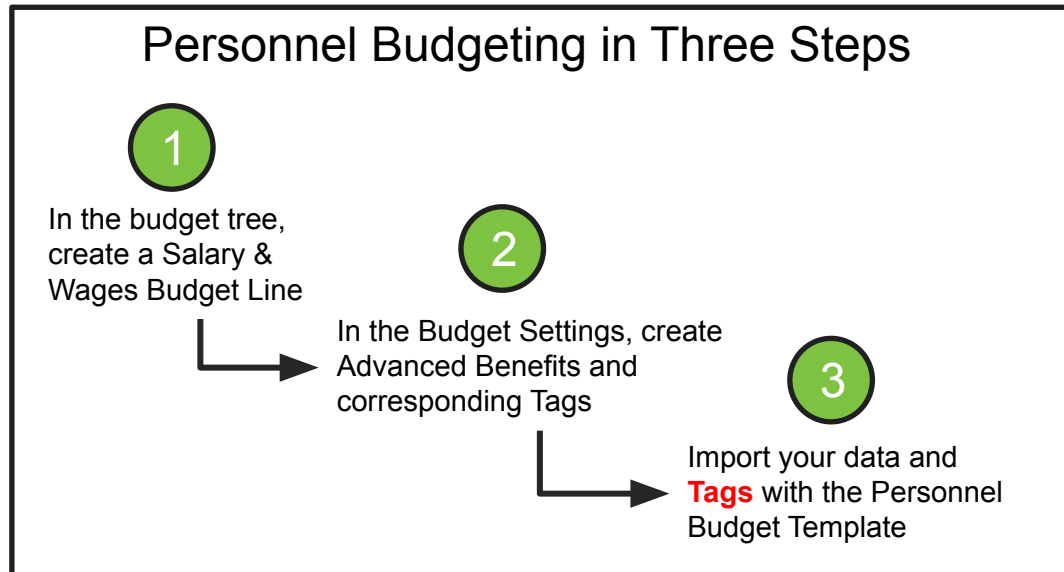 Personnel Budgeting in Three Steps
1
In the budget tree,
create a Salary &
Wages Budget Line
2
In the Budget Settings, create
Advanced Benefits and
corresponding Tags
3
Import your data and
Tags with the Personnel
Budget Template